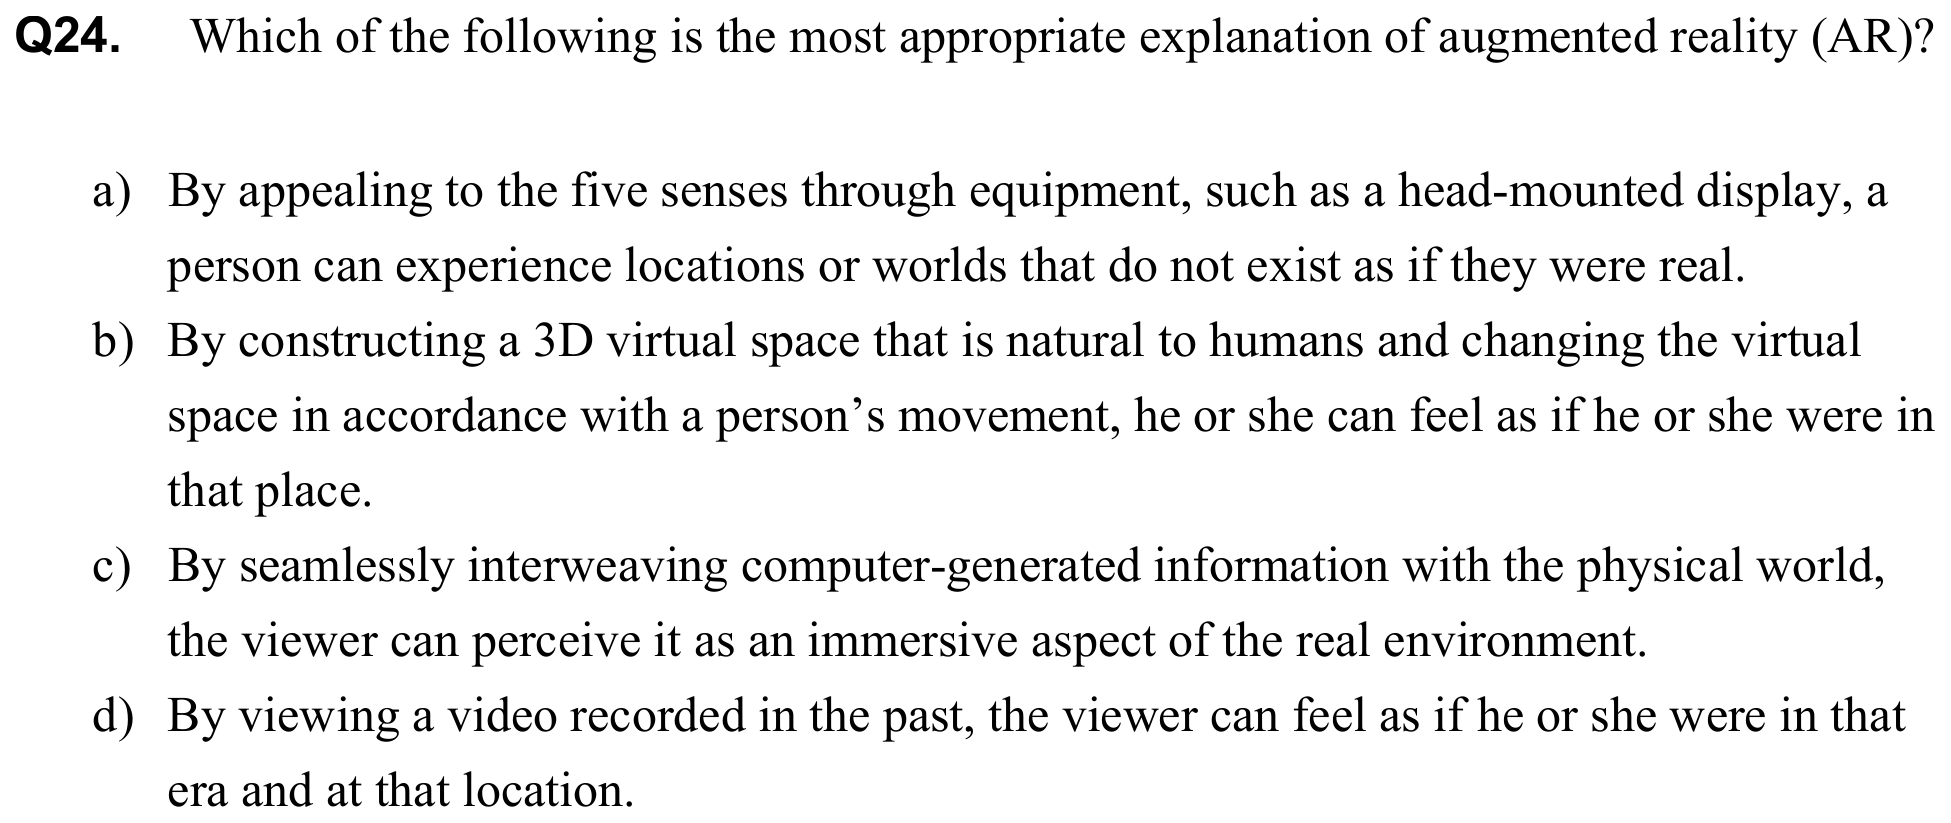 Q24. Which of the following is the most appropriate explanation of augmented reality (AR)?
a) By appealing to the five senses through equipment, such as a head-mounted display, a
person can experience locations or worlds that do not exist as if they were real.
b) By constructing a 3D virtual space that is natural to humans and changing the virtual
space in accordance with a person’s movement, he or she can feel as if he or she were in
that place.
c) By seamlessly interweaving computer-generated information with the physical world,
the viewer can perceive it as an immersive aspect of the real environment.
d) By viewing a video recorded in the past, the viewer can feel as if he or she were in that
era and at that location.